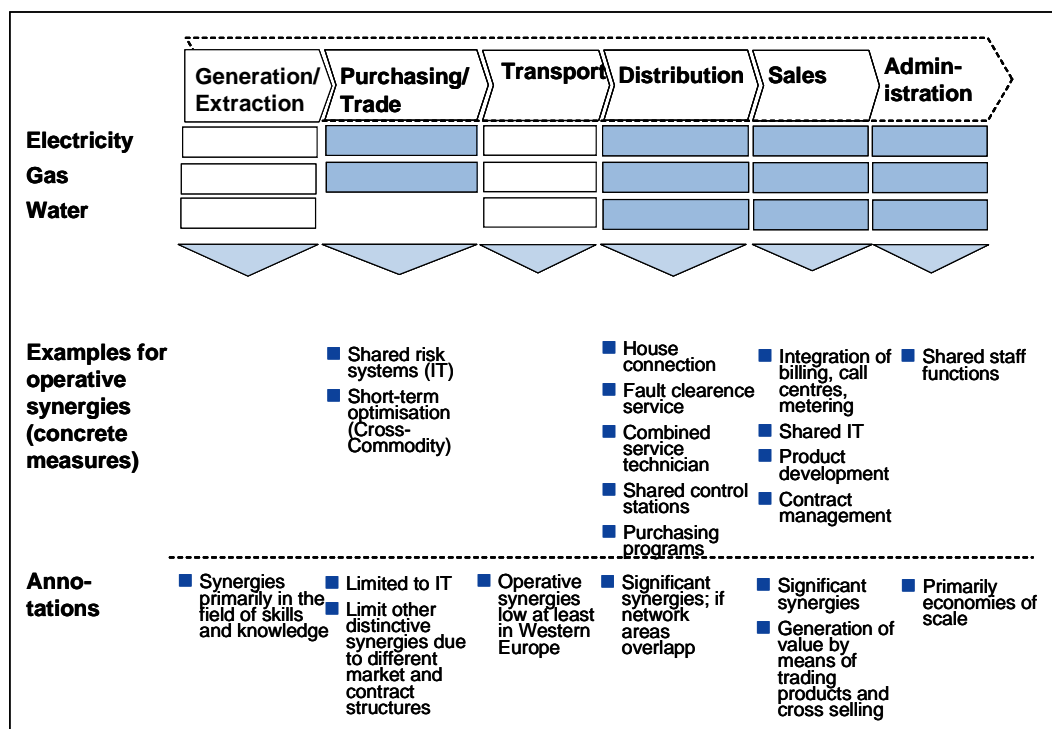 Generation/
Extraction
Purchasing/
Trade
Transport
Distribution
Sales
Admin-
istration
Electricity
Gas
Water
Examples for
operative
synergies
(concrete
measures)
Shared risk
systems (IT)
Short-term
optimisation
(Cross-
Commodity)
House
connection
Fault clearence
service
Combined
service
technician
Shared control
stations
Purchasing
programs
Integration of
billing, call
centres,
metering
Shared IT
Product
development
Contract
management
Shared staff
functions
Anno-
tations
Synergies
primarily in the
field of skills
and knowledge
Limited to IT
Limit other
distinctive
synergies due
to different
market and
contract
structures
Operative
synergies
low at least
in Western
Europe
Significant
synergies; if
network
areas
overlapp
Significant
synergies
Generation of
value by
means of
trading
products and
cross selling
Primarily
economies of
scale